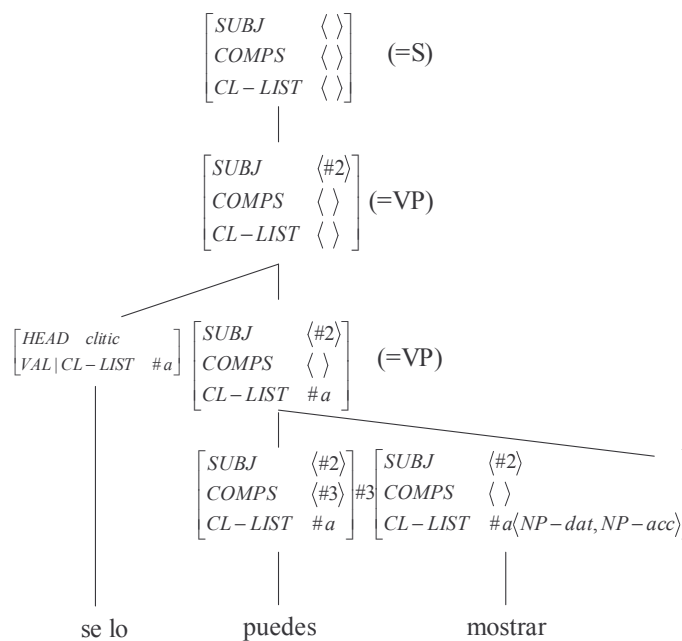 SUBJ ⟨ ⟩
COMPS ⟨ ⟩ (=S)
CL−LIST ⟨ ⟩
SUBJ ⟨#2⟩
COMPS ⟨ ⟩ (=VP)
CL−LIST ⟨ ⟩
HEAD clitic
VAL|CL−LIST #a
SUBJ ⟨#2⟩
COMPS ⟨ ⟩ (=VP)
CL−LIST #a
SUBJ ⟨#2⟩
COMPS ⟨#3⟩
CL−LIST #a
#3
SUBJ ⟨#2⟩
COMPS ⟨ ⟩
CL−LIST #a⟨NP−dat,NP−acc⟩
se lo puedes mostrar